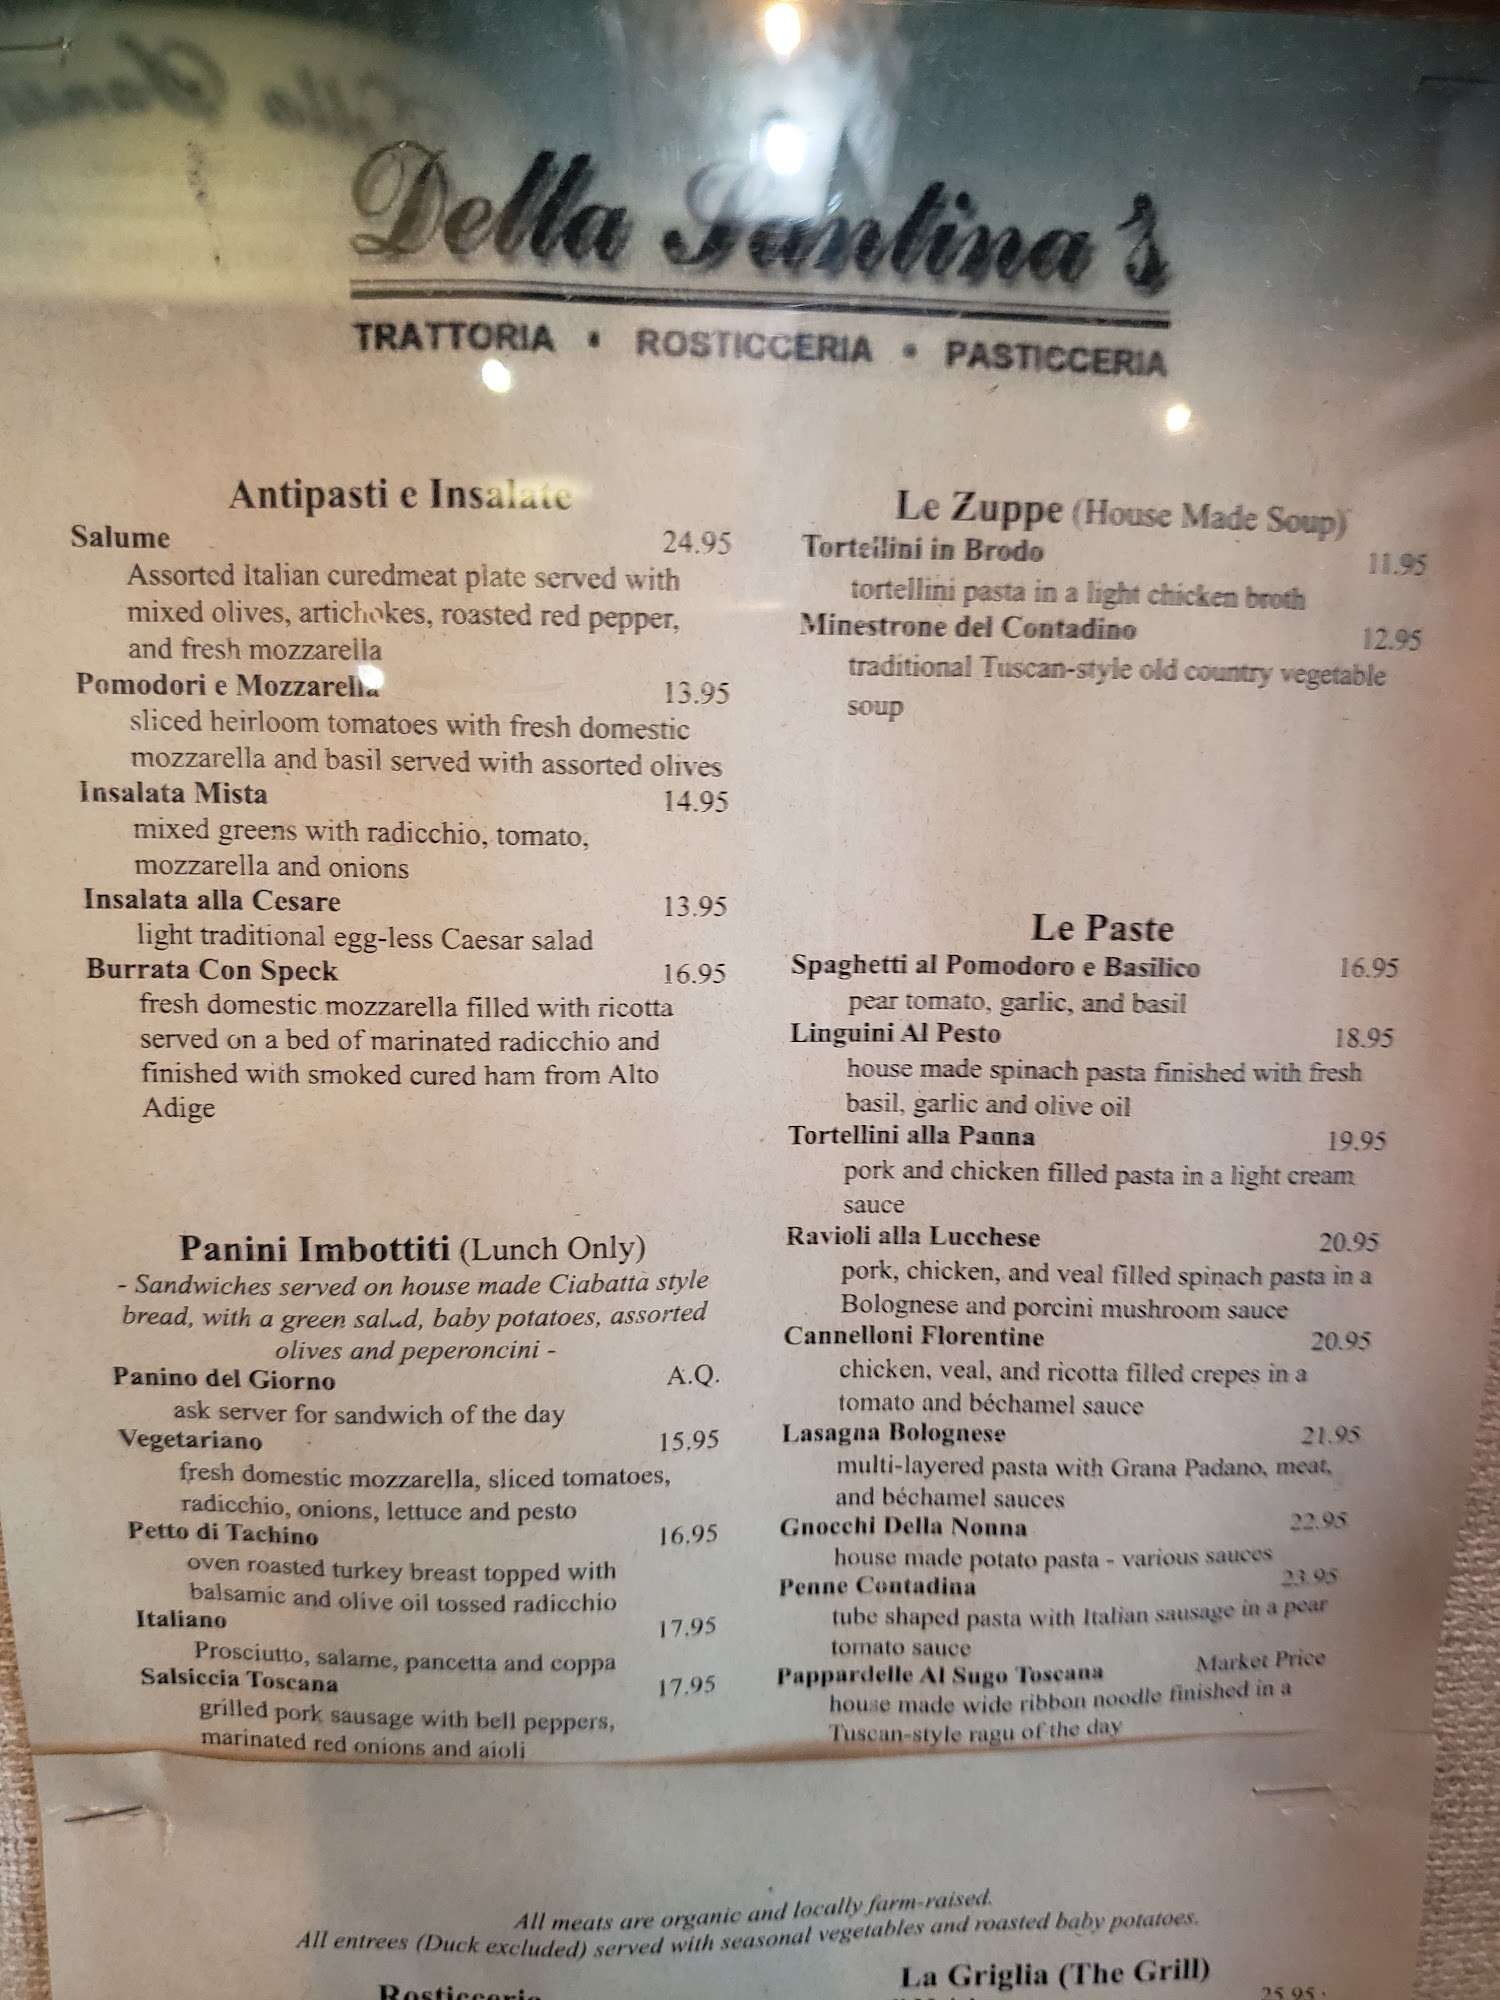 Della Santina's
TRATTORIA • ROSTICCERIA • PASTICCERIA
Antipasti e Insalate
Salume 24.95
Assorted Italian curedmeat plate served with
mixed olives, artichokes, roasted red pepper,
and fresh mozzarella
Pomodori e Mozzarella 13.95
sliced heirloom tomatoes with fresh domestic
mozzarella and basil served with assorted olives
Insalata Mista 14.95
mixed greens with radicchio, tomato,
mozzarella and onions
Insalata alla Cesare 13.95
light traditional egg-less Caesar salad
Burrata Con Speck 16.95
fresh domestic mozzarella filled with ricotta
served on a bed of marinated radicchio and
finished with smoked cured ham from Alto
Adige
Panini Imbottiti (Lunch Only)
- Sandwiches served on house made Ciabatta style
bread, with a green salad, baby potatoes, assorted
olives and peperoncini -
Panino del Giorno A.Q.
ask server for sandwich of the day
Vegetariano 15.95
fresh domestic mozzarella, sliced tomatoes,
radicchio, onions, lettuce and pesto
Petto di Tachino 16.95
oven roasted turkey breast topped with
balsamic and olive oil tossed radicchio
Italiano 17.95
Prosciutto, salame, pancetta and coppa
Salsiccia Toscana 17.95
grilled pork sausage with bell peppers,
marinated red onions and aioli
Le Zuppe (House Made Soup)
Tortellini in Brodo 11.95
tortellini pasta in a light chicken broth
Minestrone del Contadino 12.95
traditional Tuscan-style old country vegetable
soup
Le Paste
Spaghetti al Pomodoro e Basilico 16.95
pear tomato, garlic, and basil
Linguini Al Pesto 18.95
house made spinach pasta finished with fresh
basil, garlic and olive oil
Tortellini alla Panna 19.95
pork and chicken filled pasta in a light cream
sauce
Ravioli alla Lucchese 20.95
pork, chicken, and veal filled spinach pasta in a
Bolognese and porcini mushroom sauce
Cannelloni Florentine 20.95
chicken, veal, and ricotta filled crepes in a
tomato and béchamel sauce
Lasagna Bolognese 21.95
multi-layered pasta with Grana Padano, meat,
and béchamel sauces
Gnocchi Della Nonna 22.95
house made potato pasta - various sauces
Penne Contadina 23.95
tube shaped pasta with Italian sausage in a pear
tomato sauce
Pappardelle Al Sugo Toscana Market Price
house made wide ribbon noodle finished in a
Tuscan-style ragu of the day
All meats are organic and locally farm-raised.
All entrees (Duck excluded) served with seasonal vegetables and roasted baby potatoes.
Rosticceria
La Griglia (The Grill)
25.95